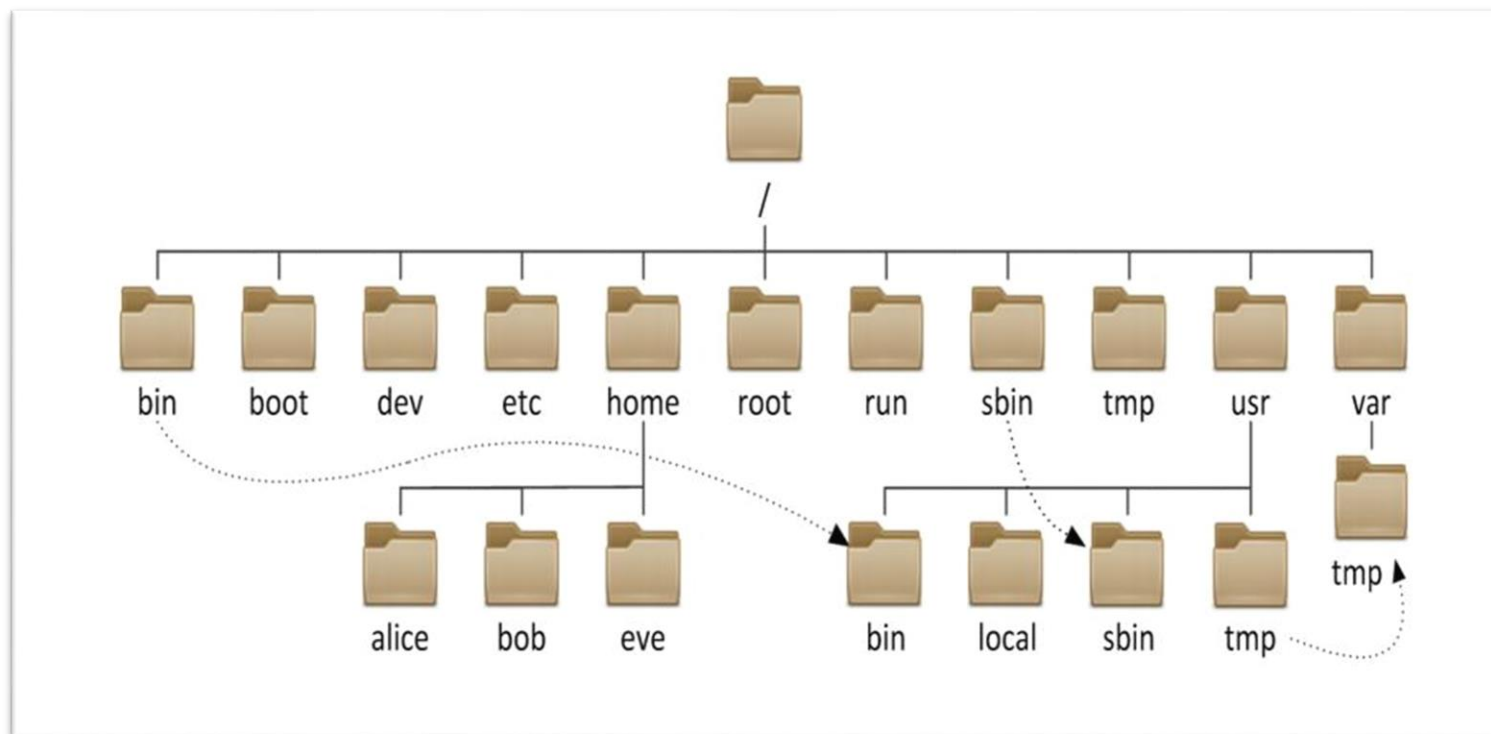 /
bin boot dev etc home root run sbin tmp usr var
tmp
alice bob eve bin local sbin tmp